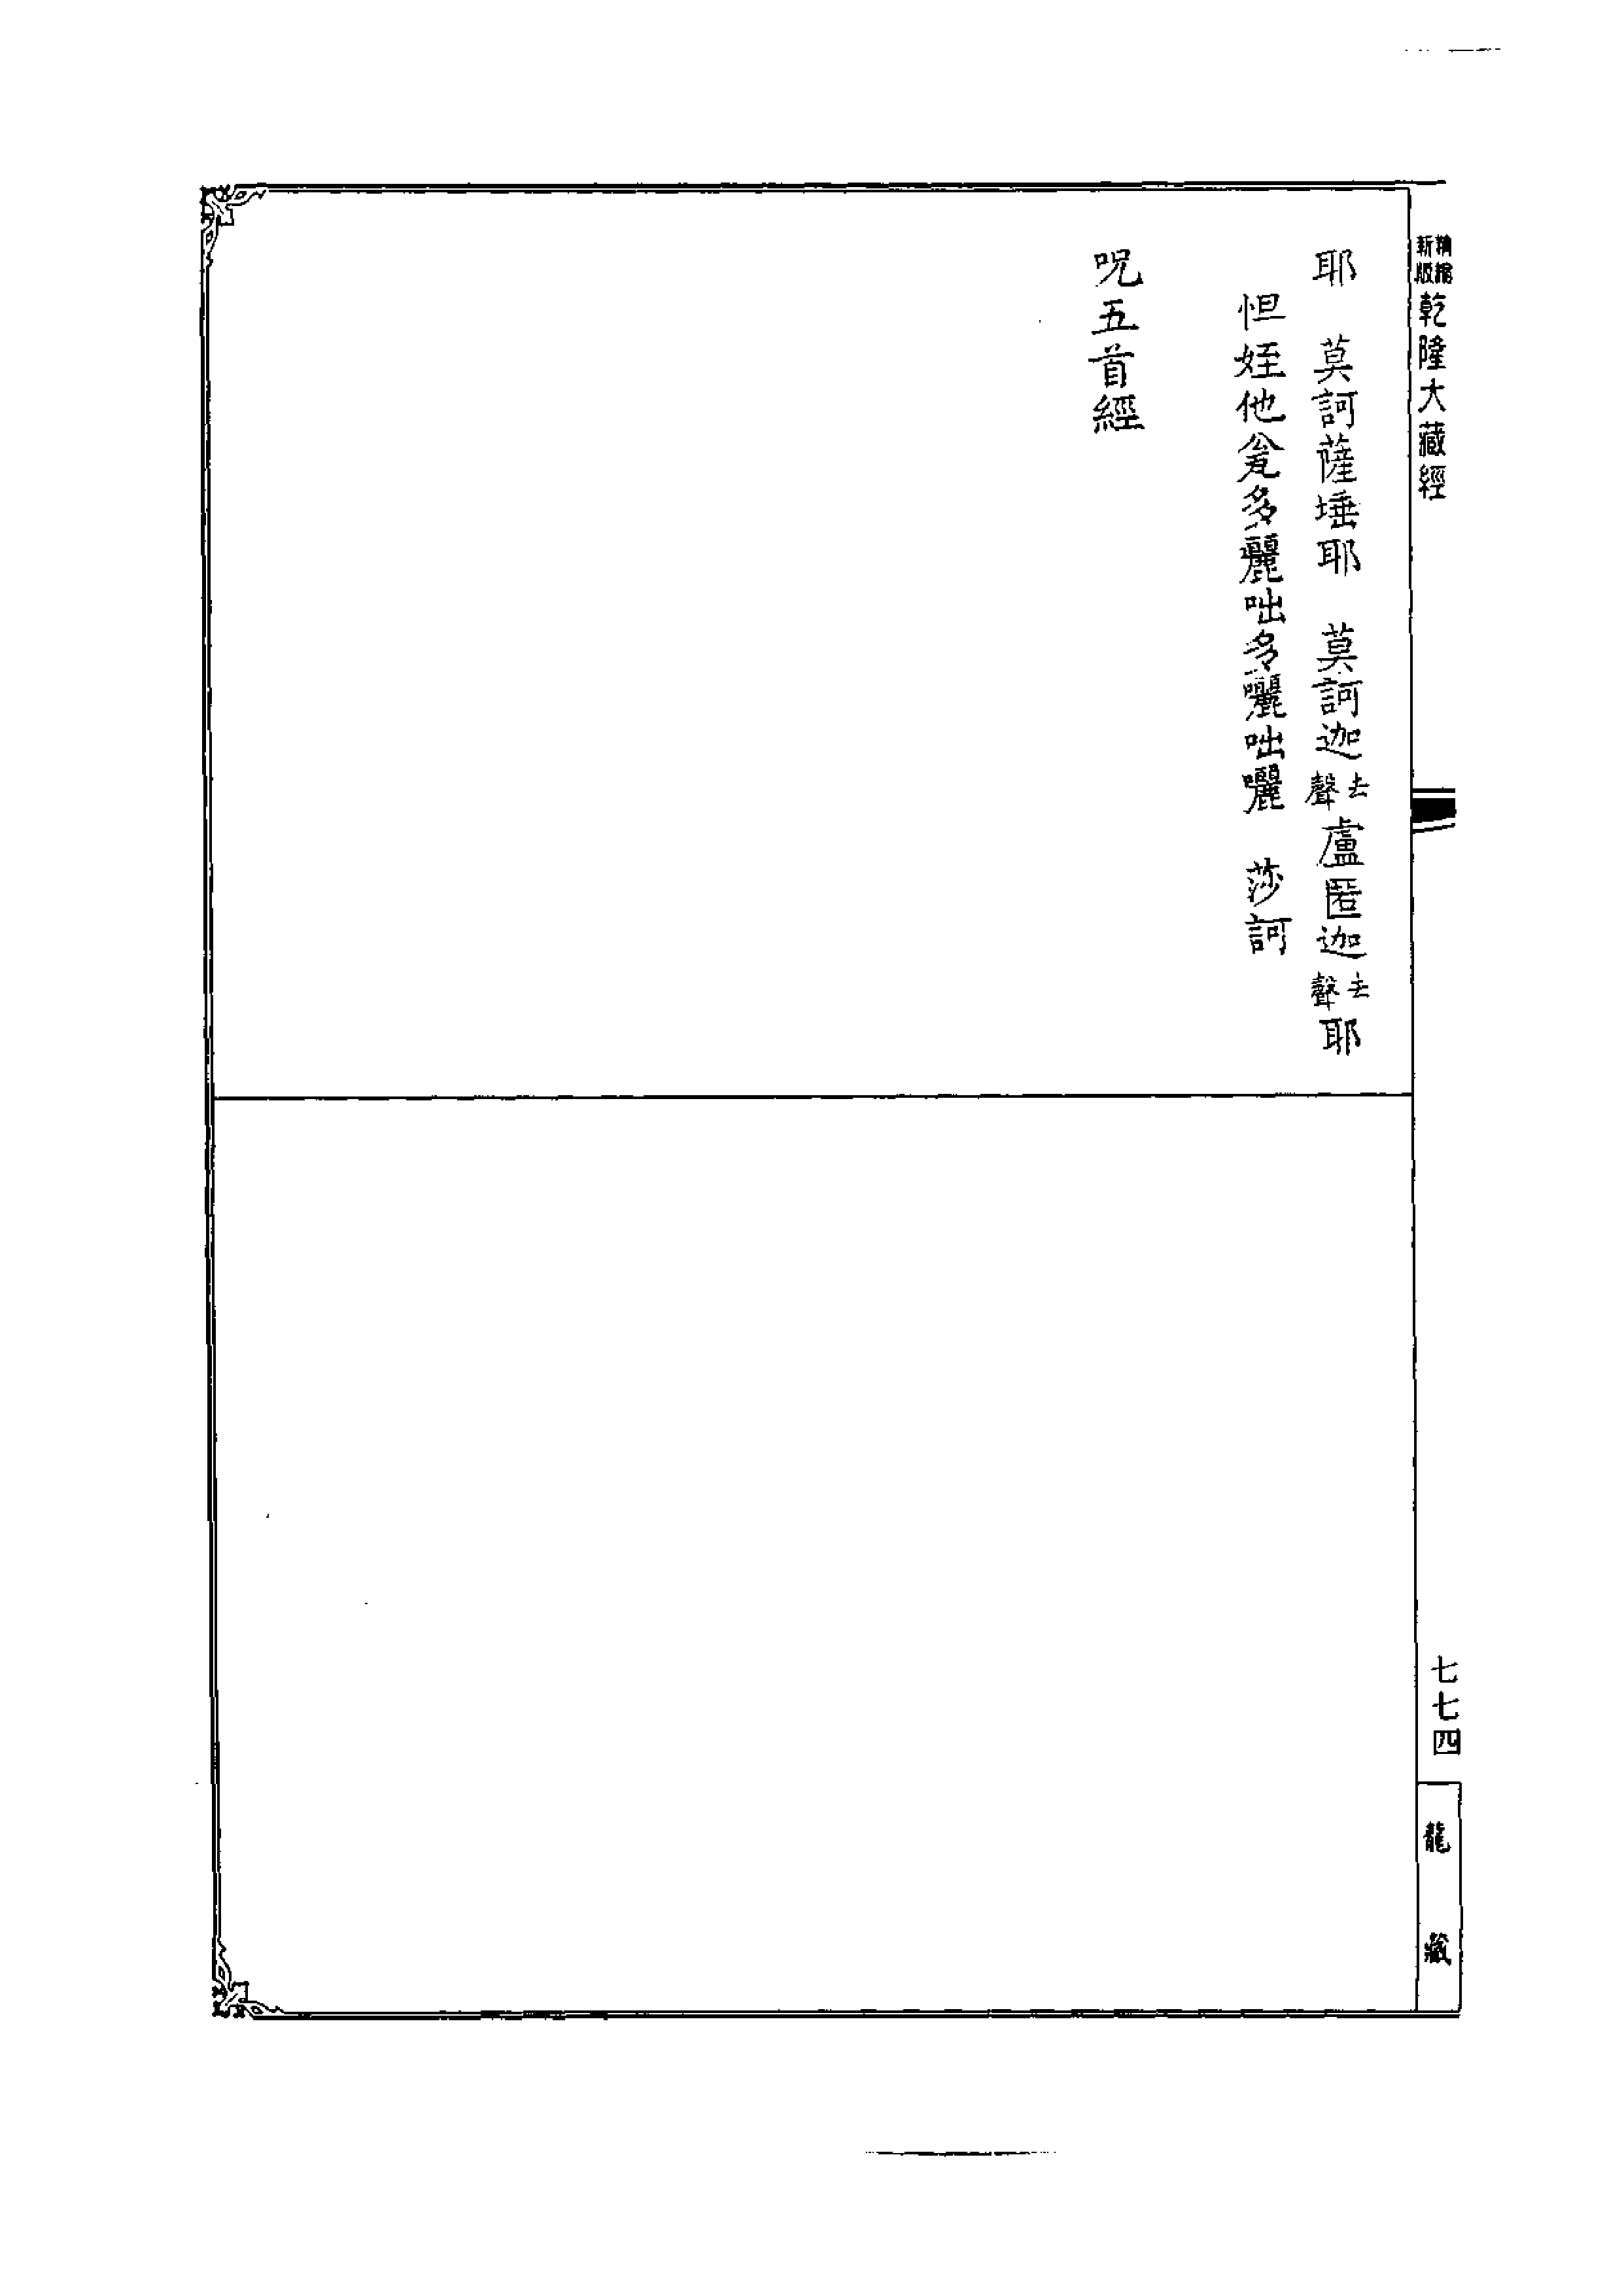 精縮新版乾隆大藏經
耶　莫訶薩埵耶　莫訶迦去聲盧匿迦去聲耶
怛姪他瓮多麗咄多囇咄囇　莎訶
呪五首經
七七四
龍藏